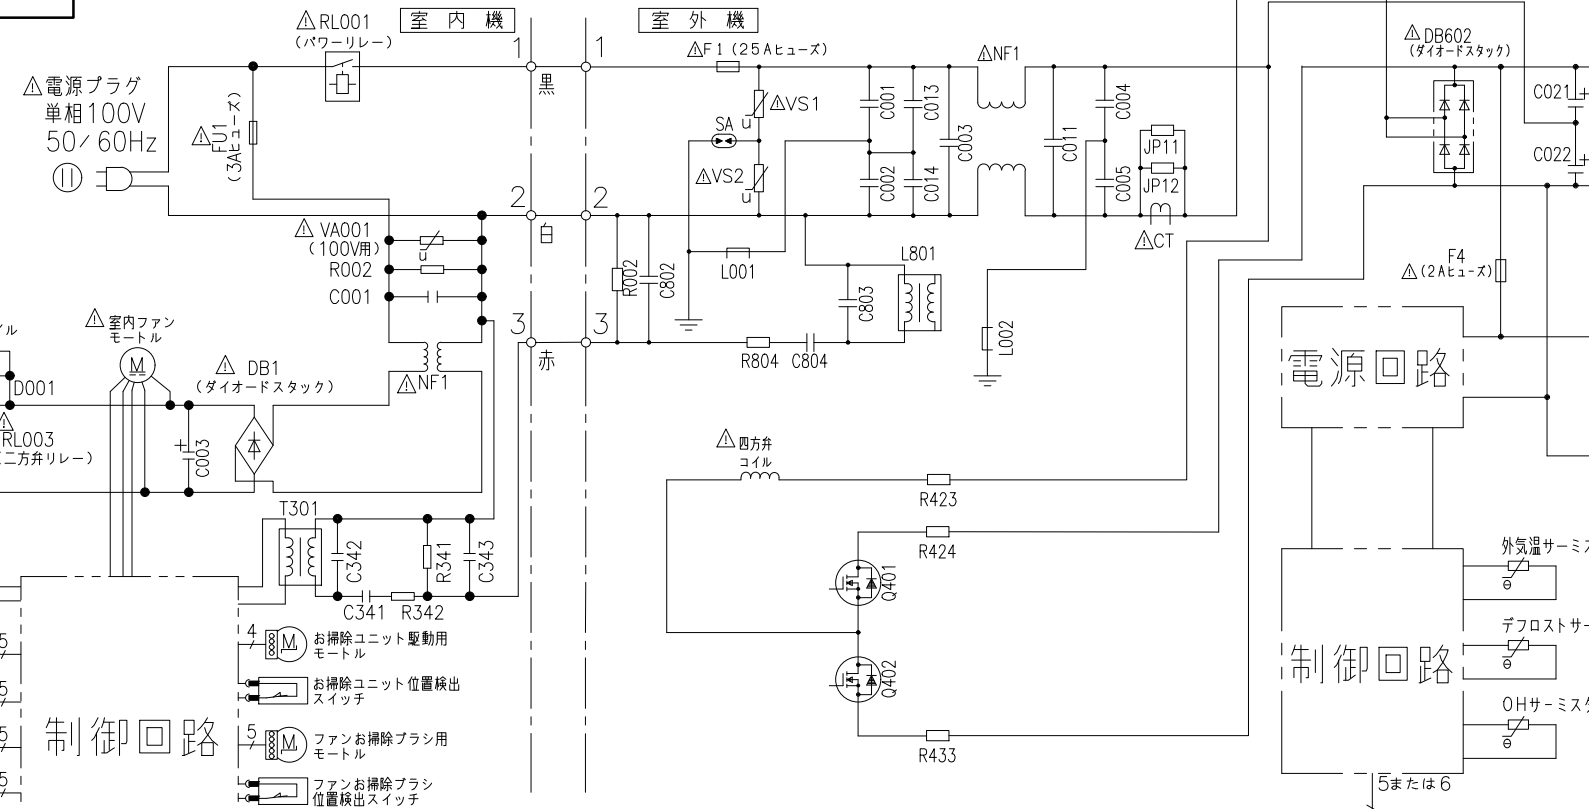 RL001
(パワーリレー)
室内機
室外機
電源プラグ
単相100V
50/60Hz
FU1
(3Aヒューズ)
1
1
黒
F1(25Aヒューズ)
SA
VS1
VS2
u
u
C001
C013
C002
C014
C003
NF1
C011
C004
C005
JP11
JP12
CT
DB602
(ダイオードスタック)
C021
+
C022
+
2
2
白
VA001
(100V用)
u
R002
C001
R002
C802
L001
L801
C803
F4
(2Aヒューズ)
3
3
赤
R804
C804
L002
電源回路
イル
室内ファン
モートル
M
DB1
(ダイオードスタック)
NF1
D001
RL003
(二方弁リレー)
+
C003
四方弁
コイル
R423
R424
R433
Q401
Q402
T301
C342
R341
C343
C341
R342
外気温サーミス
θ
デフロストサー
θ
OHサーミスタ
θ
制御回路
制御回路
5
5
5
5
4
M
お掃除ユニット駆動用
モートル
お掃除ユニット位置検出
スイッチ
5
M
ファンお掃除ブラシ用
モートル
ファンお掃除ブラシ
位置検出スイッチ
5または6